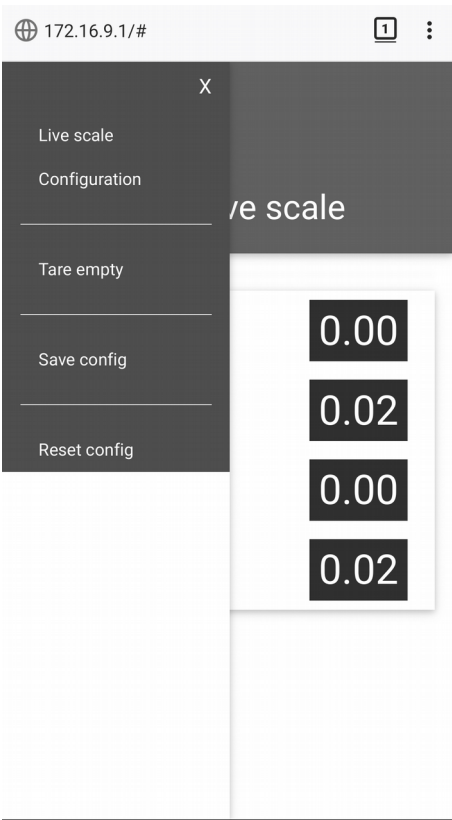 172.16.9.1/#
1
X
Live scale
Configuration
ve scale
Tare empty
Save config
Reset config
0.00
0.02
0.00
0.02